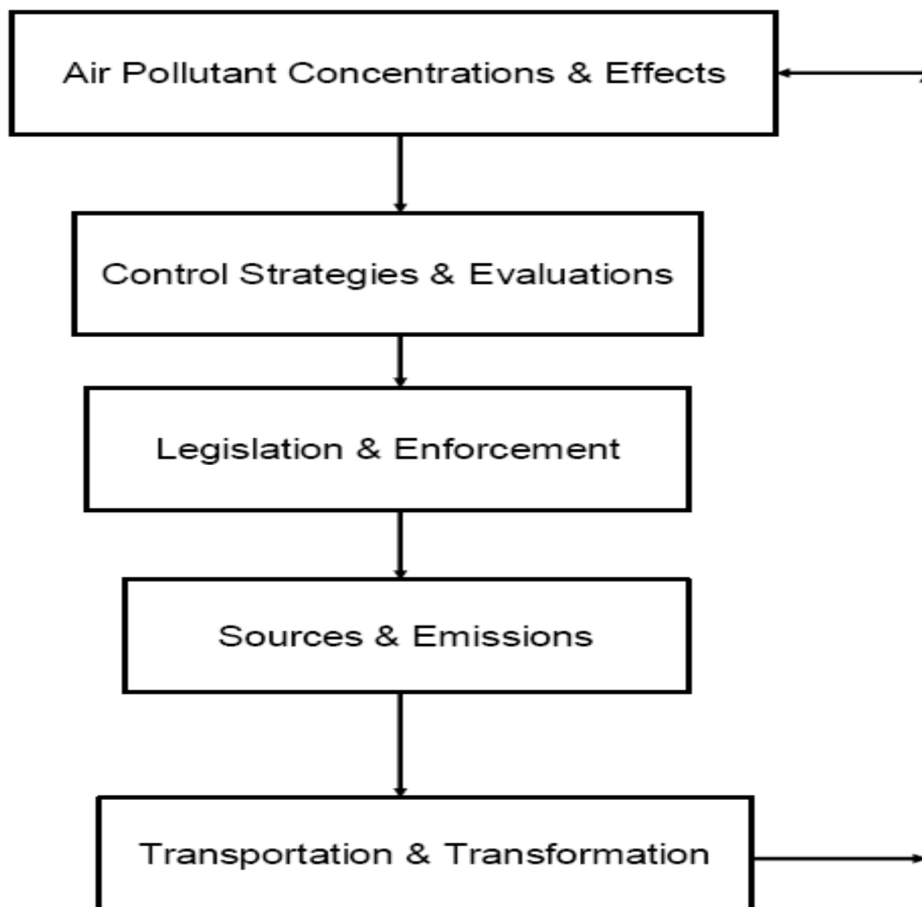 Air Pollutant Concentrations & Effects
Control Strategies & Evaluations
Legislation & Enforcement
Sources & Emissions
Transportation & Transformation